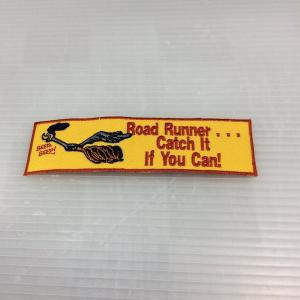 Road Runner . . .
Catch It
If You Can!
BEEP,
BEEP!